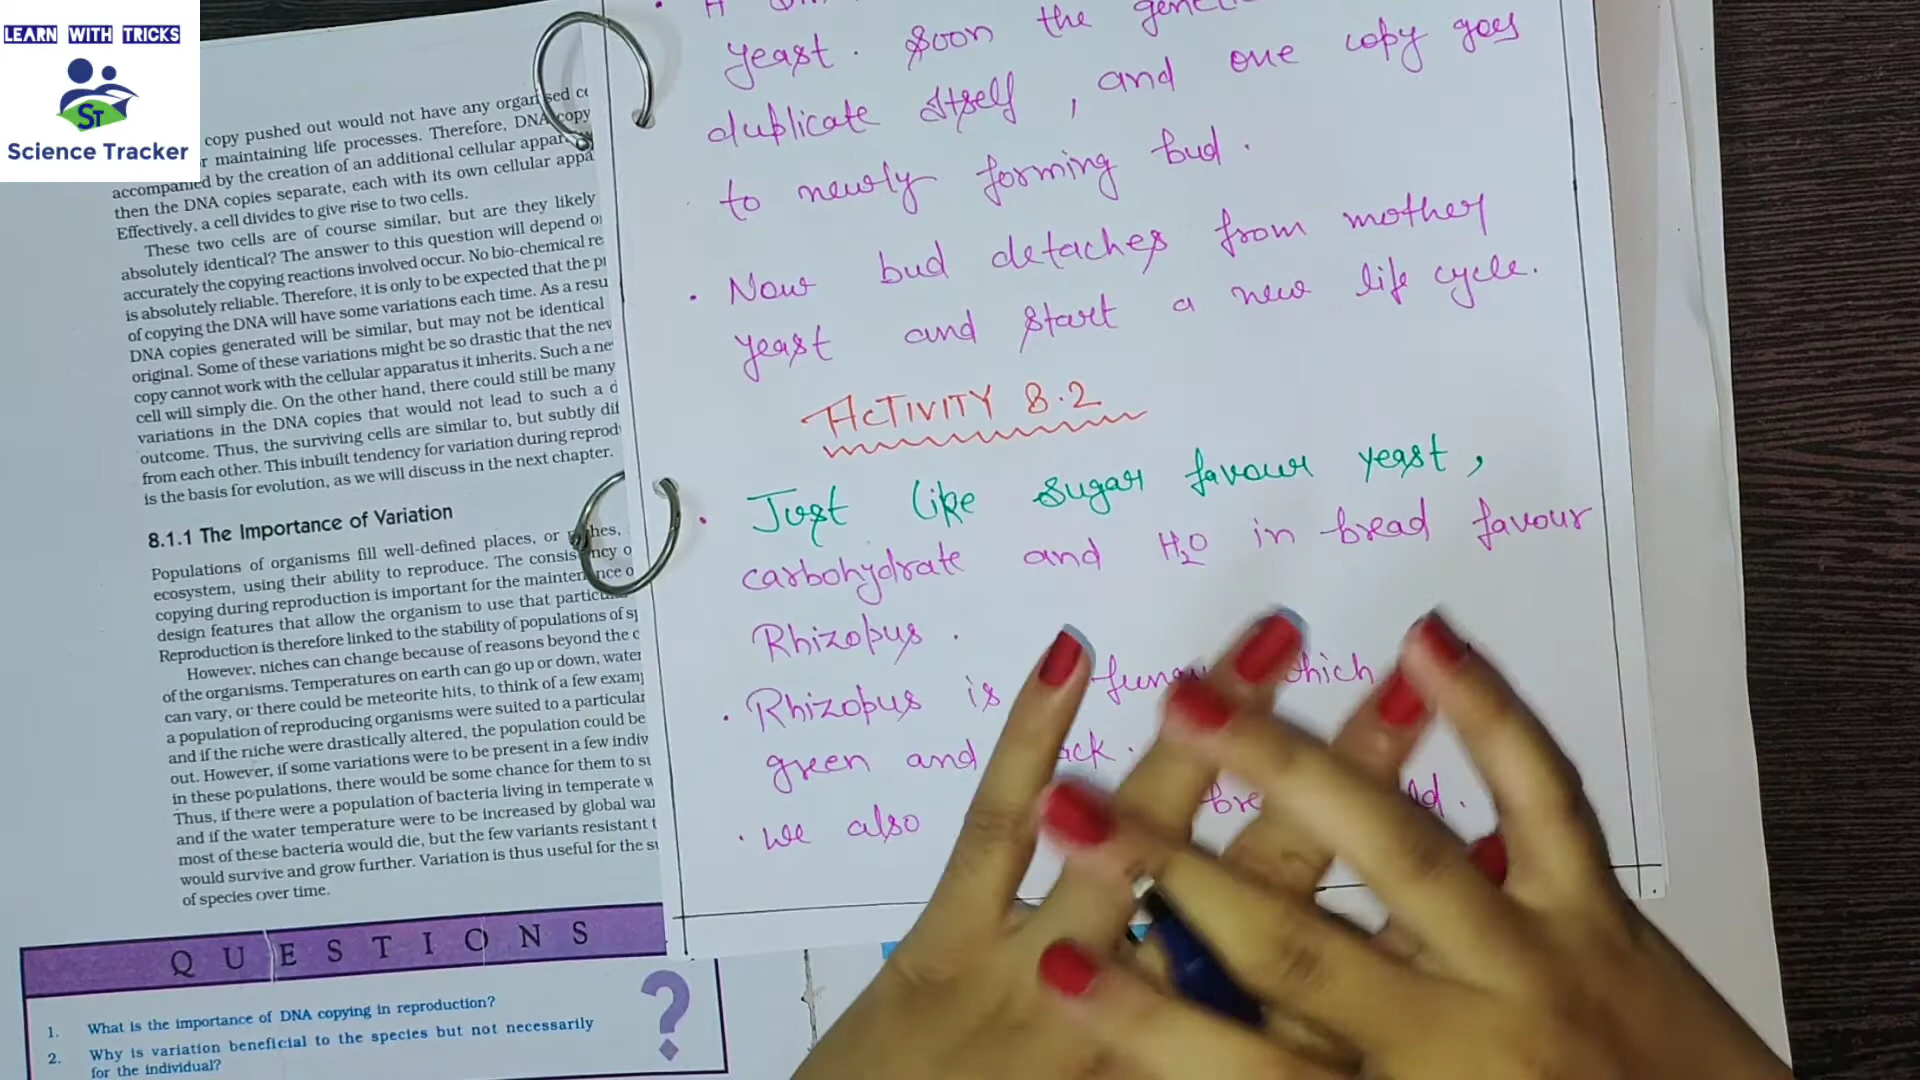 LEARN WITH TRICKS
ST
Science Tracker
copy pushed out would not have any organised
maintaining life processes. Therefore, DNA copy
accompanied by the creation of an additional cellular
then the DNA copies separate, each with its own cellular appa
Effectively, a cell divides to give rise to two cells.
These two cells are of course similar, but are they likely
absolutely identical? The answer to this question will depend o
accurately the copying reactions involved occur. No bio-chemical re
is absolutely reliable. Therefore, it is only to be expected that the
of copying the DNA will have some variations each time. As a resu
DNA copies generated will be similar, but may not be identical
original. Some of these variations might be so drastic that the
copy cannot work with the cellular apparatus it inherits. Such a
cell will simply die. On the other hand, there could still be many
variations in the DNA copies that would not lead to such a d
outcome. Thus, the surviving cells are similar to, but subtly dif
from each other. This inbuilt tendency for variation during reprod
is the basis for evolution, as we will discuss in the next chapter.
8.1.1 The Importance of Variation
Populations of organisms fill well-defined places, or
ecosystem, using their ability to reproduce. The o
copying during reproduction is important for the o
design features that allow the organism to use that
Reproduction is therefore linked to the stability of populations of
However, niches can change because of reasons beyond the c
of the organisms. Temperatures on earth can go up or down, water
can vary, or there could be meteorite hits, to think of a few
a population of reproducing organisms were suited to a particular
and if the niche were drastically altered, the population could be
out. However, if some variations were to be present in a few indiv
in these populations, there would be some chance for them to su
Thus, if there were a population of bacteria living in temperate w
and if the water temperature were to be increased by global wa
most of these bacteria would die, but the few variants resistant t
would survive and grow further. Variation is thus useful for the
of species over time.
QUESTIONS
1. What is the importance of DNA copying in reproduction?
2. Why is variation beneficial to the species but not necessarily
for the individual?
?
yeast. Soon the
duplicate itself, and one copy goes
to newly forming bud.
• Now bud detaches from mother
yeast and start a new life cycle.
ACTIVITY 8.2
• Just like sugar favour yeast,
carbohydrate and H₂O in bread favour
Rhizopus.
• Rhizopus is
green and
• We also